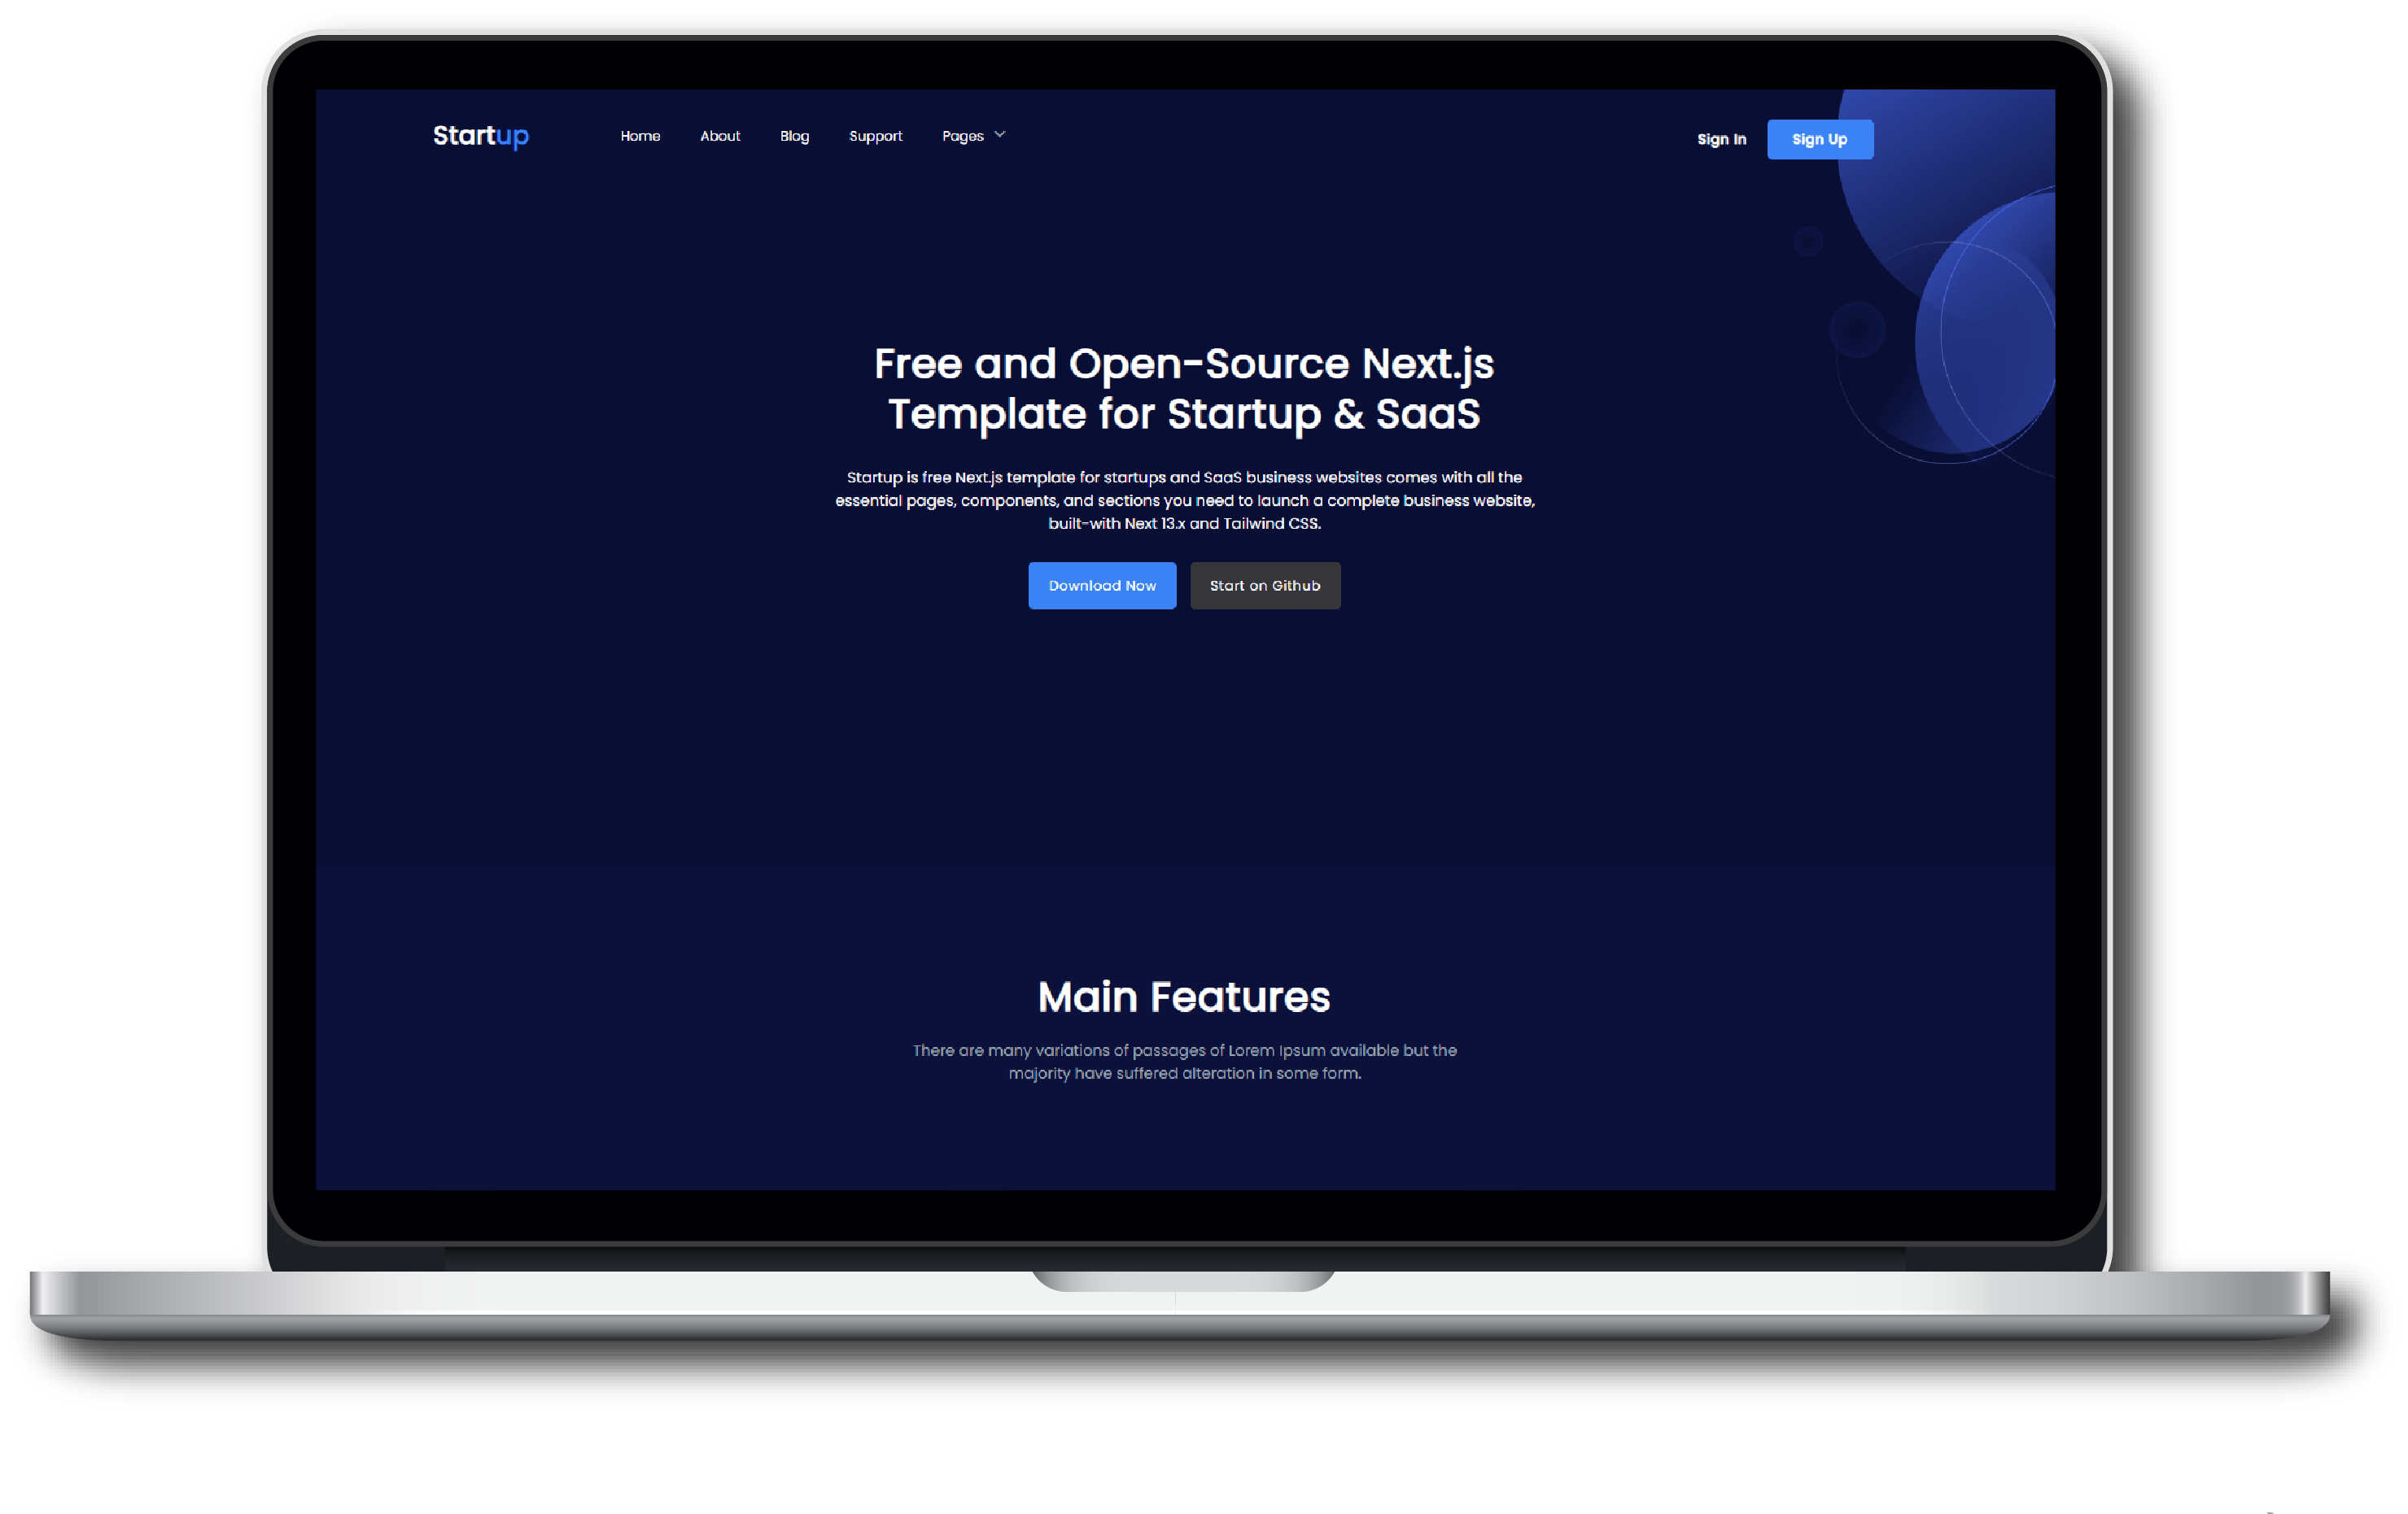 Startup
Home About Blog Support Pages
Sign In Sign Up
Free and Open-Source Next.js
Template for Startup & SaaS
Startup is free Next.js template for startups and SaaS business websites comes with all the
essential pages, components, and sections you need to launch a complete business website,
built-with Next 13.x and Tailwind CSS.
Download Now Start on Github
Main Features
There are many variations of passages of Lorem Ipsum available but the
majority have suffered alteration in some form.